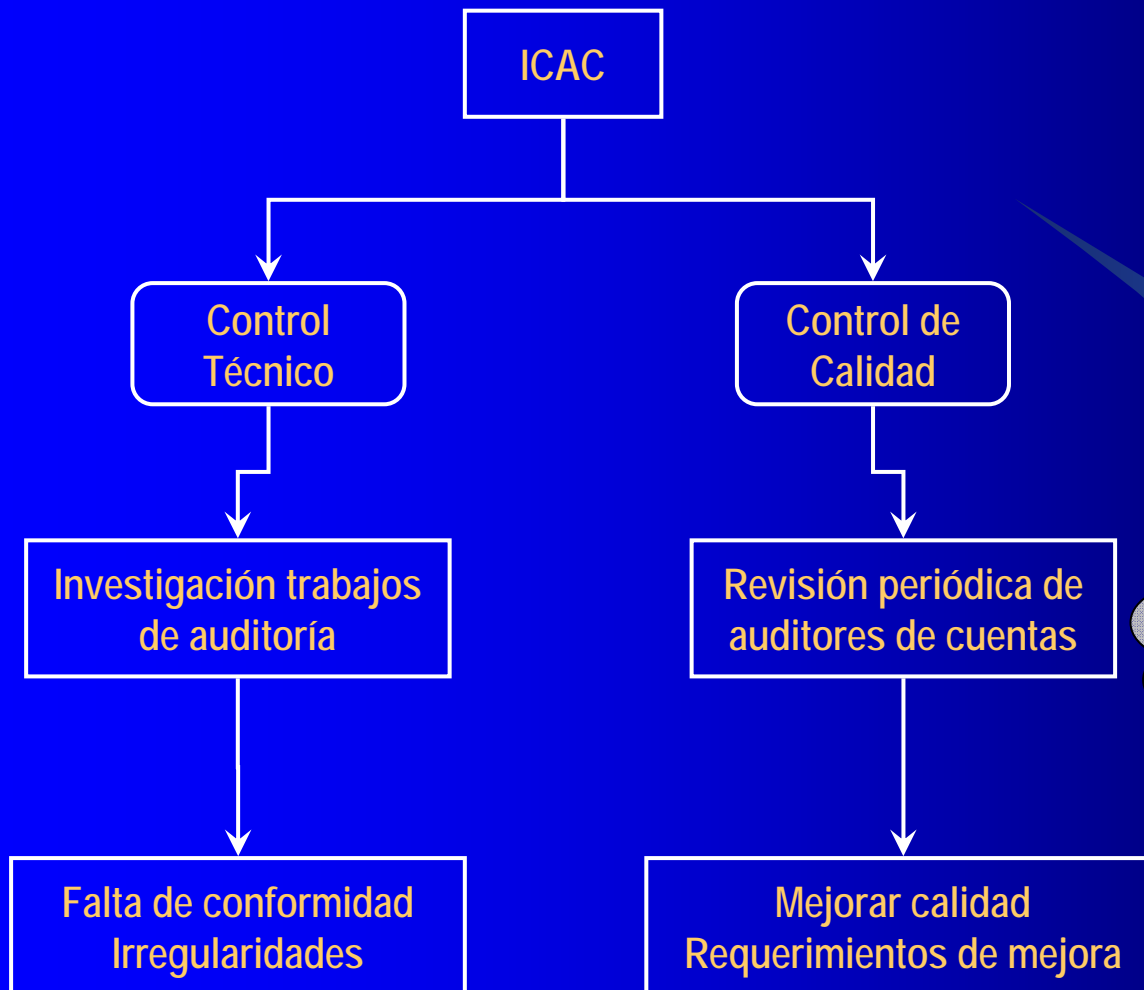 ICAC
Control
Técnico
Control de
Calidad
Investigación trabajos
de auditoría
Revisión periódica de
auditores de cuentas
Falta de conformidad
Irregularidades
Mejorar calidad
Requerimientos de mejora